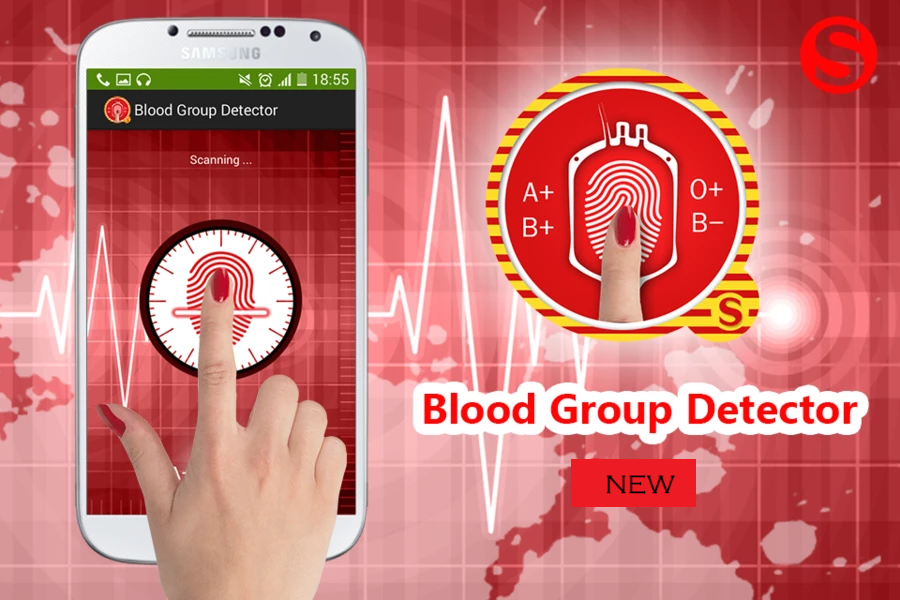 SAMSUNG
18:55
Blood Group Detector
Scanning ...
S
A+
B+
O+
B−
S
Blood Group Detector
NEW